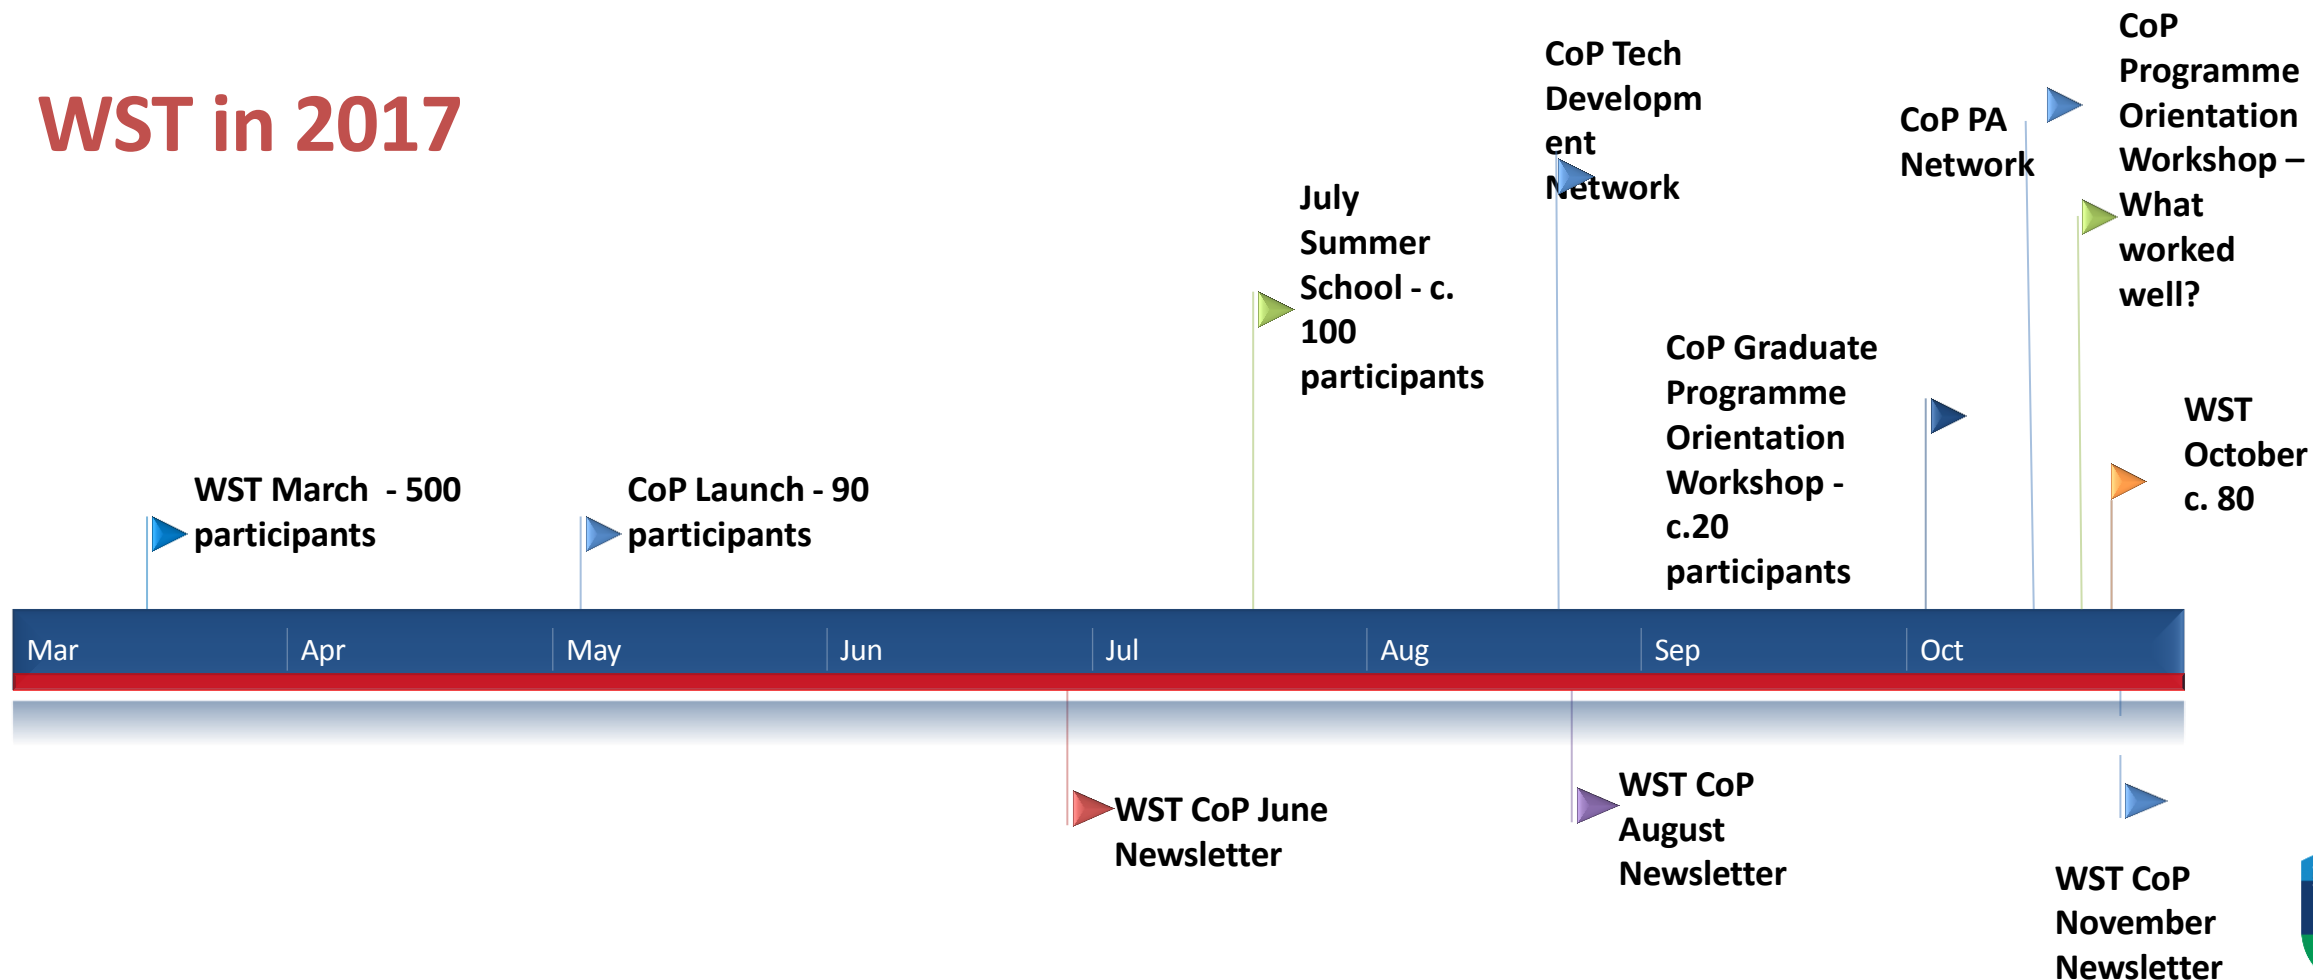 WST in 2017
WST March - 500
participants
CoP Launch - 90
participants
July
Summer
School - c.
100
participants
CoP Tech
Developm
ent
Network
CoP Graduate
Programme
Orientation
Workshop -
c.20
participants
CoP PA
Network
CoP
Programme
Orientation
Workshop –
What
worked
well?
WST
October
c. 80
Mar
Apr
May
Jun
Jul
Aug
Sep
Oct
WST CoP June
Newsletter
WST CoP
August
Newsletter
WST CoP
November
Newsletter